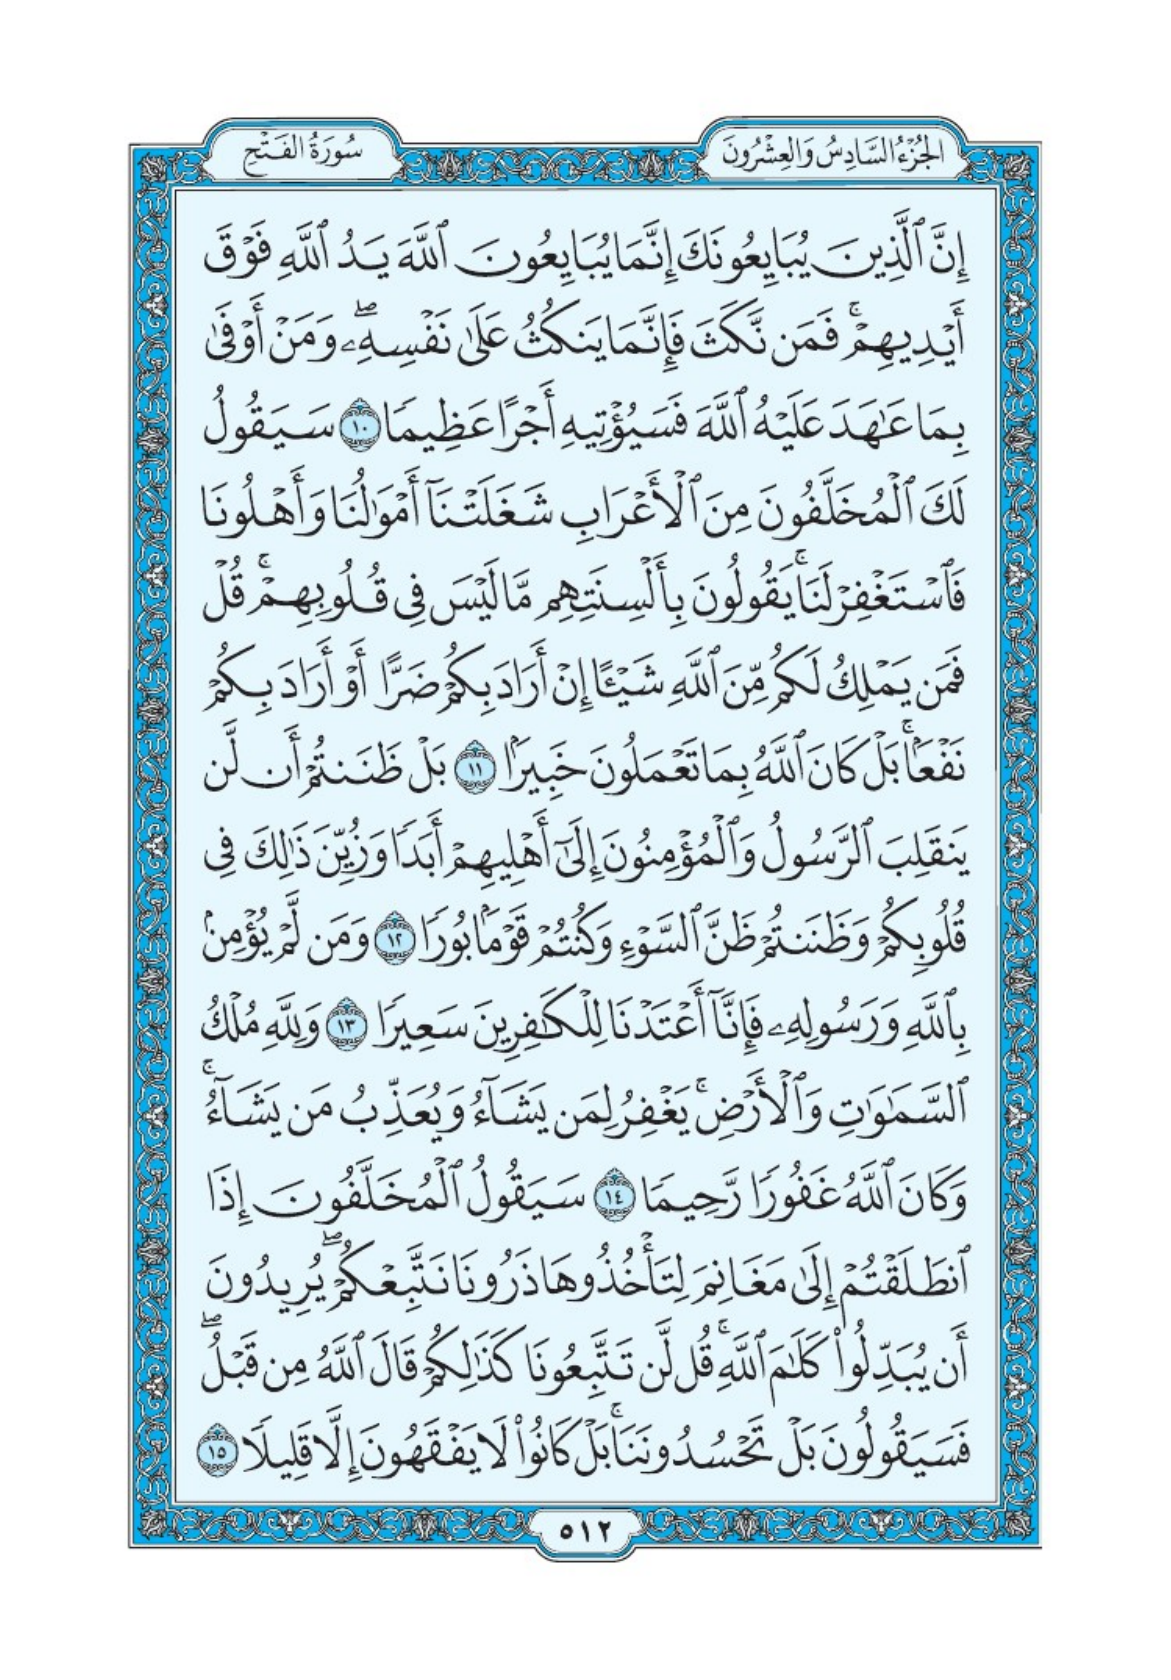 الجُزْءُ السَّادِسُ وَالعِشْرُونَ
سُورَةُ الفَتْحِ
إِنَّ ٱلَّذِينَ يُبَايِعُونَكَ إِنَّمَا يُبَايِعُونَ ٱللَّهَ يَدُ ٱللَّهِ فَوْقَ
أَيْدِيهِمْۚ فَمَن نَّكَثَ فَإِنَّمَا يَنكُثُ عَلَىٰ نَفْسِهِۦۖ وَمَنْ أَوْفَىٰ
بِمَا عَٰهَدَ عَلَيْهُ ٱللَّهَ فَسَيُؤْتِيهِ أَجْرًا عَظِيمًا ١٠ سَيَقُولُ
لَكَ ٱلْمُخَلَّفُونَ مِنَ ٱلْأَعْرَابِ شَغَلَتْنَآ أَمْوَٰلُنَا وَأَهْلُونَا
فَٱسْتَغْفِرْ لَنَاۚ يَقُولُونَ بِأَلْسِنَتِهِم مَّا لَيْسَ فِى قُلُوبِهِمْۚ قُلْ
فَمَن يَمْلِكُ لَكُم مِّنَ ٱللَّهِ شَيْـًٔا إِنْ أَرَادَ بِكُمْ ضَرًّا أَوْ أَرَادَ بِكُمْ
نَفْعَۢاۚ بَلْ كَانَ ٱللَّهُ بِمَا تَعْمَلُونَ خَبِيرَۢا ١١ بَلْ ظَنَنتُمْ أَن لَّن
يَنقَلِبَ ٱلرَّسُولُ وَٱلْمُؤْمِنُونَ إِلَىٰٓ أَهْلِيهِمْ أَبَدًا وَزُيِّنَ ذَٰلِكَ فِى
قُلُوبِكُمْ وَظَنَنتُمْ ظَنَّ ٱلسَّوْءِ وَكُنتُمْ قَوْمَۢا بُورًا ١٢ وَمَن لَّمْ يُؤْمِنۢ
بِٱللَّهِ وَرَسُولِهِۦ فَإِنَّآ أَعْتَدْنَا لِلْكَٰفِرِينَ سَعِيرًا ١٣ وَلِلَّهِ مُلْكُ
ٱلسَّمَٰوَٰتِ وَٱلْأَرْضِۚ يَغْفِرُ لِمَن يَشَآءُ وَيُعَذِّبُ مَن يَشَآءُۚ
وَكَانَ ٱللَّهُ غَفُورًا رَّحِيمًا ١٤ سَيَقُولُ ٱلْمُخَلَّفُونَ إِذَا
ٱنطَلَقْتُمْ إِلَىٰ مَغَانِمَ لِتَأْخُذُوهَا ذَرُونَا نَتَّبِعْكُمْۖ يُرِيدُونَ
أَن يُبَدِّلُوا۟ كَلَٰمَ ٱللَّهِۚ قُل لَّن تَتَّبِعُونَا كَذَٰلِكُمْ قَالَ ٱللَّهُ مِن قَبْلُۖ
فَسَيَقُولُونَ بَلْ تَحْسُدُونَنَاۚ بَلْ كَانُوا۟ لَا يَفْقَهُونَ إِلَّا قَلِيلًا ١٥
٥١٢